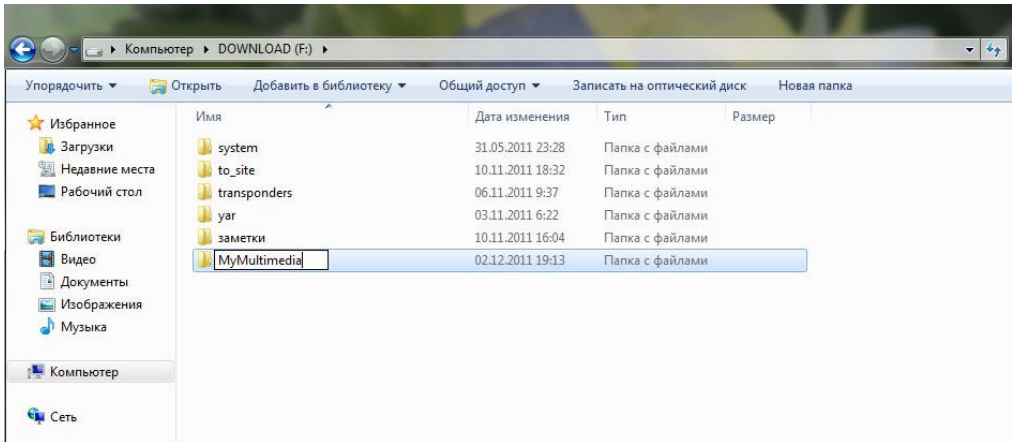 Компьютер ▸ DOWNLOAD (F:) ▸
Упорядочить ▼ Открыть Добавить в библиотеку ▼ Общий доступ ▼ Записать на оптический диск Новая папка
Избранное
Загрузки
Недавние места
Рабочий стол
Библиотеки
Видео
Документы
Изображения
Музыка
Компьютер
Сеть
Имя Дата изменения Тип Размер
system 31.05.2011 23:28 Папка с файлами
to_site 10.11.2011 18:32 Папка с файлами
transponders 06.11.2011 9:37 Папка с файлами
yar 03.11.2011 6:22 Папка с файлами
заметки 10.11.2011 16:04 Папка с файлами
MyMultimedia 02.12.2011 19:13 Папка с файлами